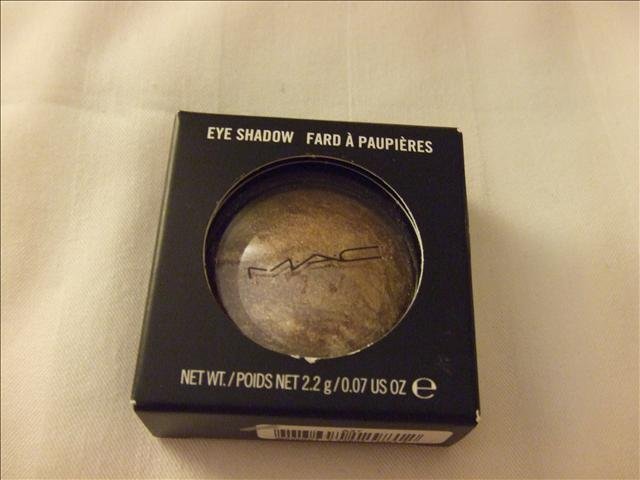 EYE SHADOW FARD À PAUPIÈRES
MAC
NET WT./POIDS NET 2.2 g/0.07 US OZ e